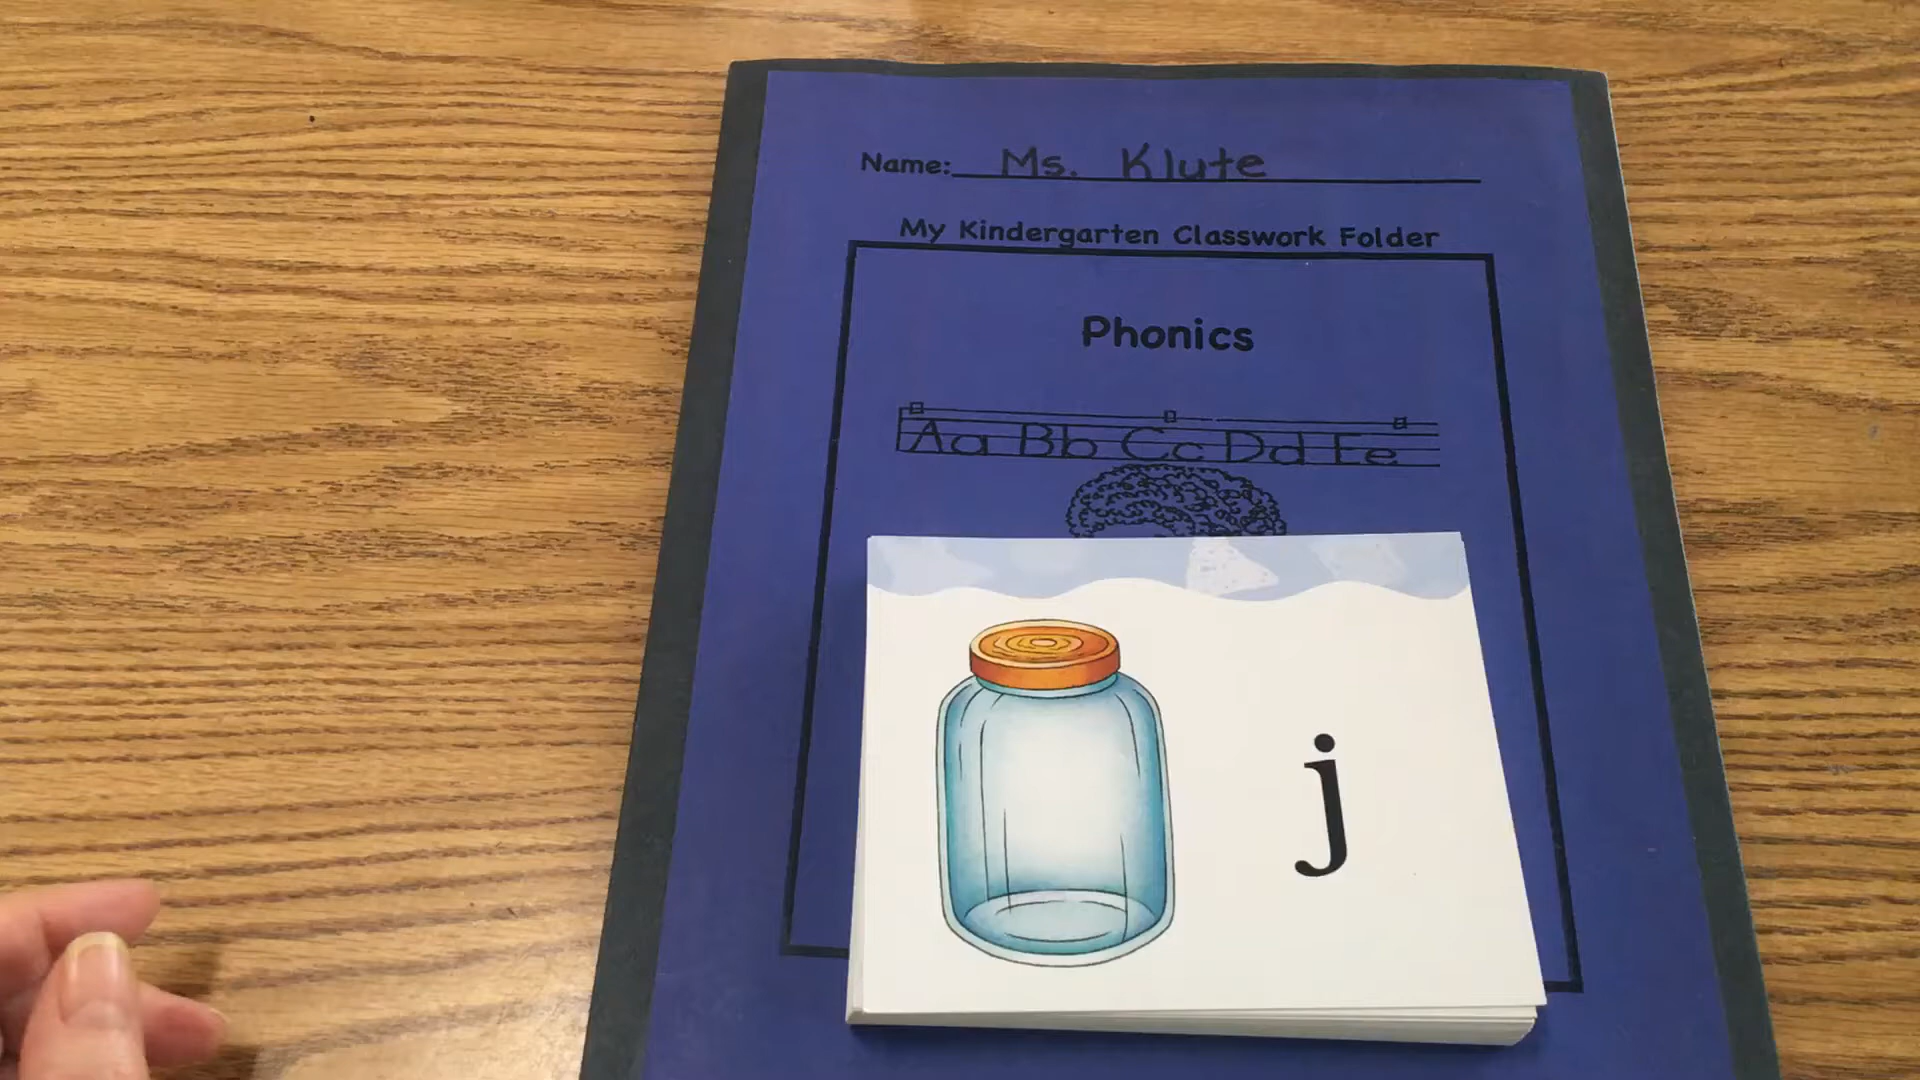 Name: Ms. Klute
My Kindergarten Classwork Folder
Phonics
Aa Bb Cc Dd Ee
j